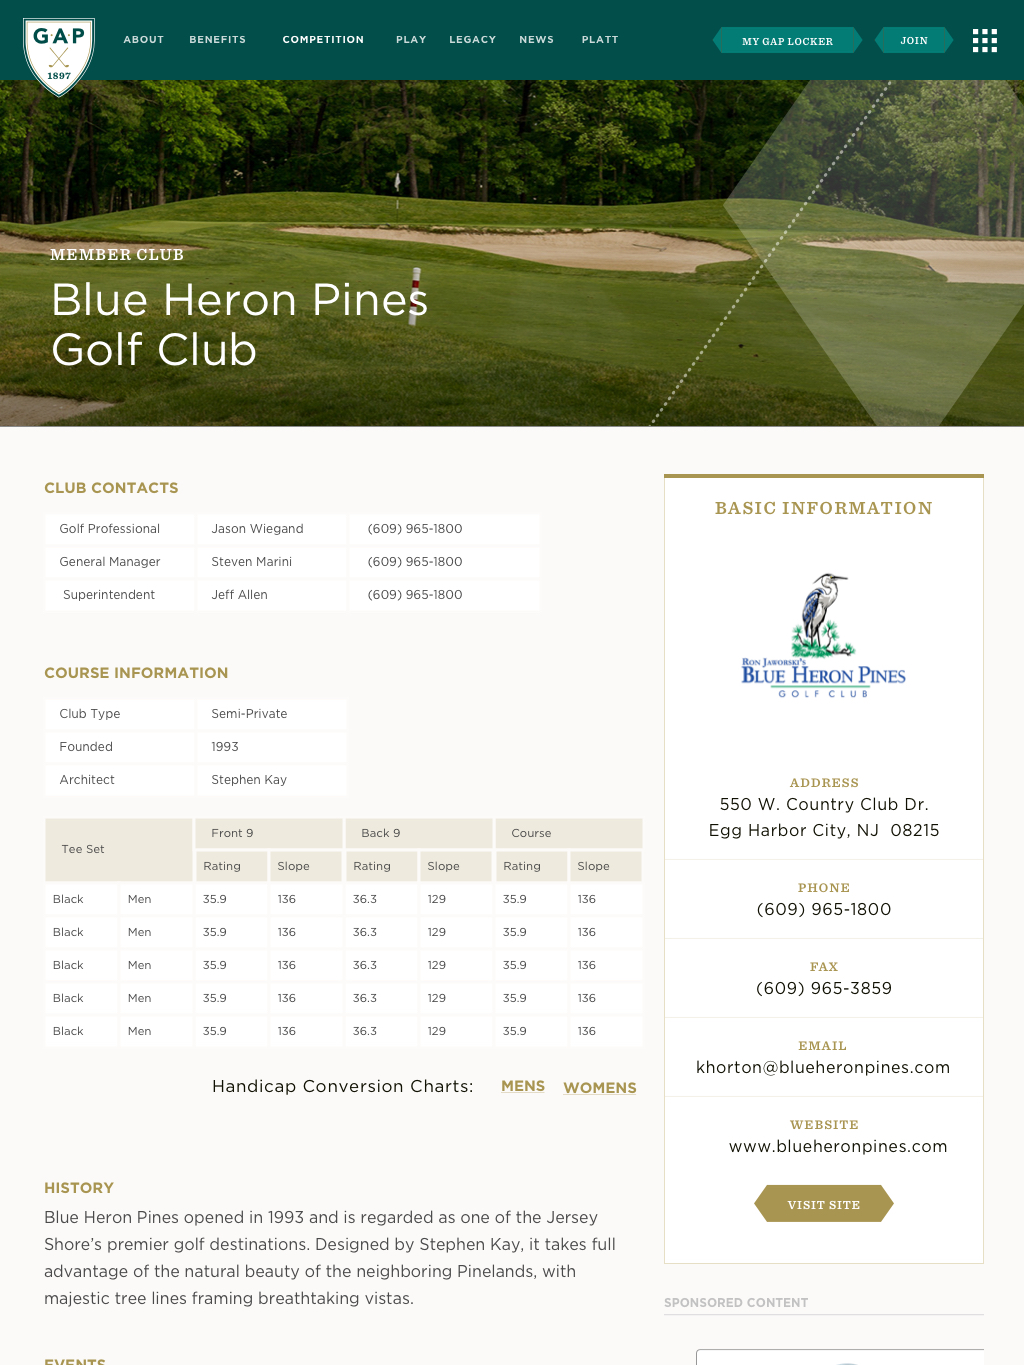 GAP
1897
ABOUT BENEFITS COMPETITION PLAY LEGACY NEWS PLATT
MY GAP LOCKER JOIN
MEMBER CLUB
Blue Heron Pines
Golf Club
CLUB CONTACTS
Golf Professional Jason Wiegand (609) 965-1800
General Manager Steven Marini (609) 965-1800
Superintendent Jeff Allen (609) 965-1800
COURSE INFORMATION
Club Type Semi-Private
Founded 1993
Architect Stephen Kay
Tee Set Front 9 Back 9 Course
Rating Slope Rating Slope Rating Slope
Black Men 35.9 136 36.3 129 35.9 136
Black Men 35.9 136 36.3 129 35.9 136
Black Men 35.9 136 36.3 129 35.9 136
Black Men 35.9 136 36.3 129 35.9 136
Black Men 35.9 136 36.3 129 35.9 136
Handicap Conversion Charts: MENS WOMENS
HISTORY
Blue Heron Pines opened in 1993 and is regarded as one of the Jersey
Shore's premier golf destinations. Designed by Stephen Kay, it takes full
advantage of the natural beauty of the neighboring Pinelands, with
majestic tree lines framing breathtaking vistas.
EVENTS
BASIC INFORMATION
RON JAWORSKI'S
BLUE HERON PINES
GOLF CLUB
ADDRESS
550 W. Country Club Dr.
Egg Harbor City, NJ 08215
PHONE
(609) 965-1800
FAX
(609) 965-3859
EMAIL
khorton@blueheronpines.com
WEBSITE
www.blueheronpines.com
VISIT SITE
SPONSORED CONTENT